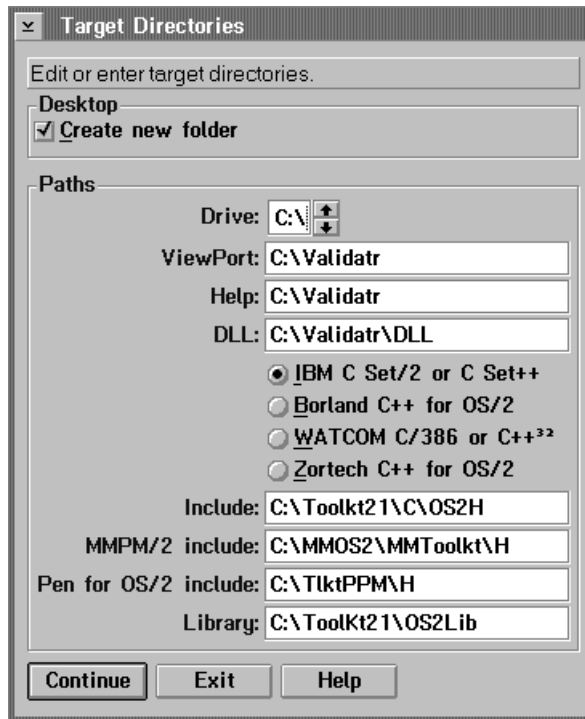 Target Directories
Edit or enter target directories.
Desktop
Create new folder
Paths
Drive: C:\
ViewPort: C:\Validatr
Help: C:\Validatr
DLL: C:\Validatr\DLL
IBM C Set/2 or C Set++
Borland C++ for OS/2
WATCOM C/386 or C++³²
Zortech C++ for OS/2
Include: C:\Toolkt21\C\OS2H
MMPM/2 include: C:\MMOS2\MMToolkt\H
Pen for OS/2 include: C:\TlktPPM\H
Library: C:\ToolKt21\OS2Lib
Continue Exit Help